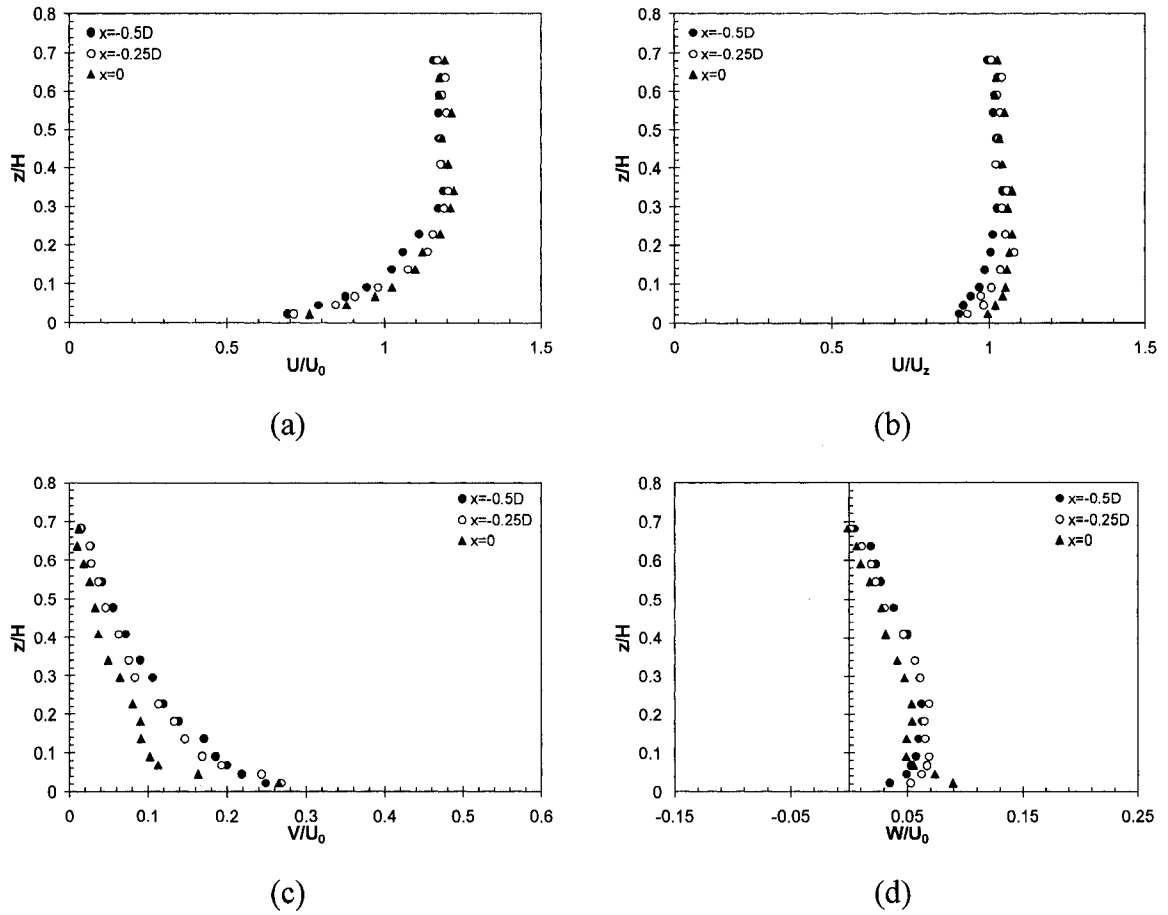 0.8
0.7
0.6
0.5
0.4
0.3
0.2
0.1
0
z/H
● x=-0.5D
○ x=-0.25D
▲ x=0
0 0.5 1 1.5
U/U₀
(a)
0.8
0.7
0.6
0.5
0.4
0.3
0.2
0.1
0
z/H
● x=-0.5D
○ x=-0.25D
▲ x=0
0 0.5 1 1.5
U/U_z
(b)
0.8
0.7
0.6
0.5
0.4
0.3
0.2
0.1
0
z/H
● x=-0.5D
○ x=-0.25D
▲ x=0
0 0.1 0.2 0.3 0.4 0.5 0.6
V/U₀
(c)
0.8
0.7
0.6
0.5
0.4
0.3
0.2
0.1
0
z/H
● x=-0.5D
○ x=-0.25D
▲ x=0
-0.15 -0.05 0.05 0.15 0.25
W/U₀
(d)